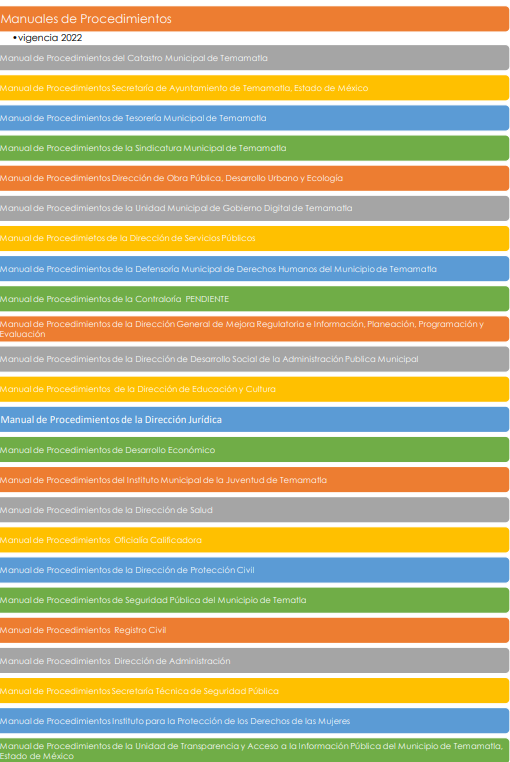 Manuales de Procedimientos
•vigencia 2022
Manual de Procedimientos del Catastro Municipal de Temamatla
Manual de Procedimientos Secretaría de Ayuntamiento de Temamatla, Estado de México
Manual de Procedimientos de Tesorería Municipal de Temamatla
Manual de Procedimientos de la Sindicatura Municipal de Temamatla
Manual de Procedimientos Dirección de Obra Pública, Desarrollo Urbano y Ecología
Manual de Procedimientos de la Unidad Municipal de Gobierno Digital de Temamatla
Manual de Procedimietos de la Dirección de Servicios Públicos
Manual de Procedimientos de la Defensoría Municipal de Derechos Humanos del Municipio de Temamatla
Manual de Procedimientos de la Contraloría PENDIENTE
Manual de Procedimientos de la Dirección General de Mejora Regulatoria e Información, Planeación, Programación y
Evaluación
Manual de Procedimientos de la Dirección de Desarrollo Social de la Administración Publica Municipal
Manual de Procedimientos de la Dirección de Educación y Cultura
Manual de Procedimientos de la Dirección Jurídica
Manual de Procedimientos de Desarrollo Económico
Manual de Procedimientos del Instituto Municipal de la Juventud de Temamatla
Manual de Procedimientos de la Dirección de Salud
Manual de Procedimientos Oficialía Calificadora
Manual de Procedimientos de la Dirección de Protección Civil
Manual de Procedimientos de Seguridad Pública del Municipio de Tematla
Manual de Procedimientos Registro Civil
Manual de Procedimientos Dirección de Administración
Manual de Procedimientos Secretaría Técnica de Seguridad Pública
Manual de Procedimientos Instituto para la Protección de los Derechos de las Mujeres
Manual de Procedimientos de la Unidad de Transparencia y Acceso a la Información Pública del Municipio de Temamatla,
Estado de México